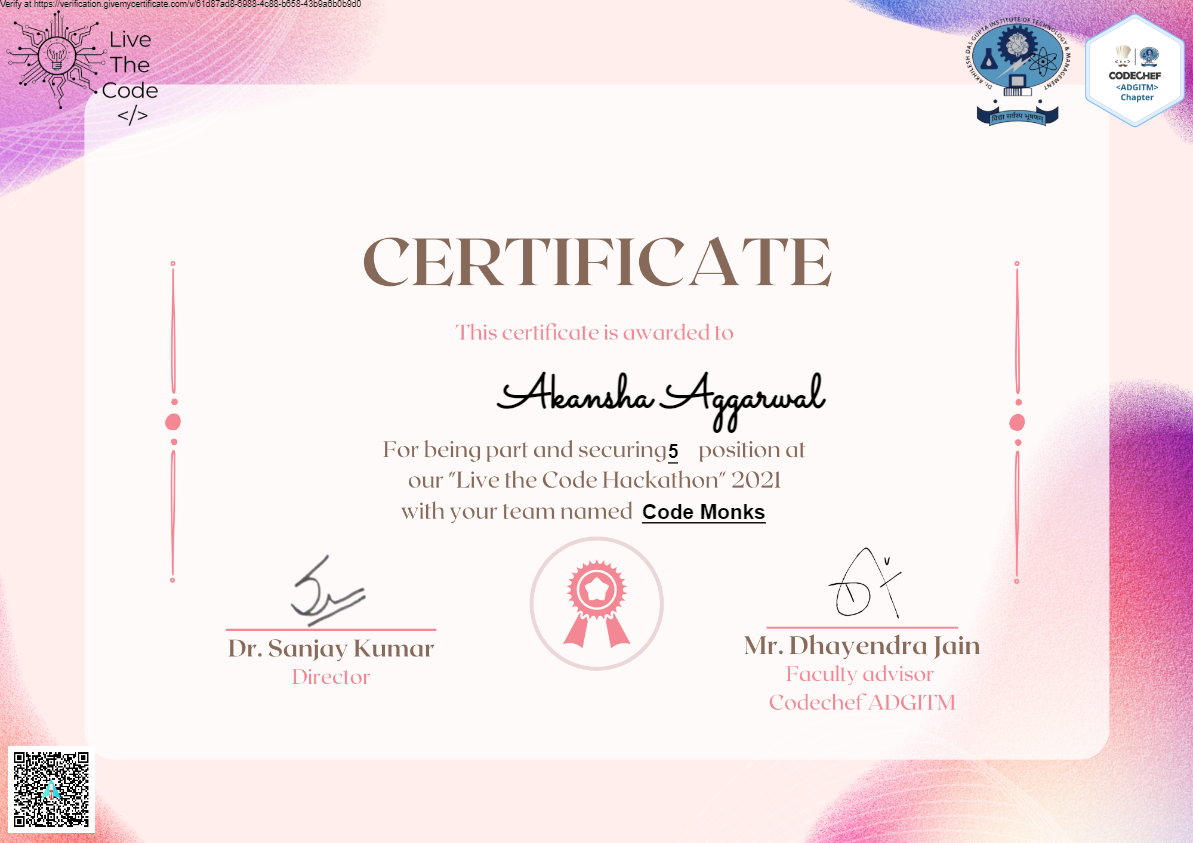 Verify at https://verification.givemycertificate.com/v/61d87ad8-6988-4c88-b658-43b9a6b0b9d0
Live
The
Code
</>
DR AKHILESH DAS GUPTA INSTITUTE OF TECHNOLOGY & MANAGEMENT
विद्या सर्वस्य भूषणम्
CODECHEF
<ADGITM>
Chapter
CERTIFICATE
This certificate is awarded to
Akansha Aggarwal
For being part and securing 5 position at
our "Live the Code Hackathon" 2021
with your team named Code Monks
Dr. Sanjay Kumar
Director
Mr. Dhayendra Jain
Faculty advisor
Codechef ADGITM